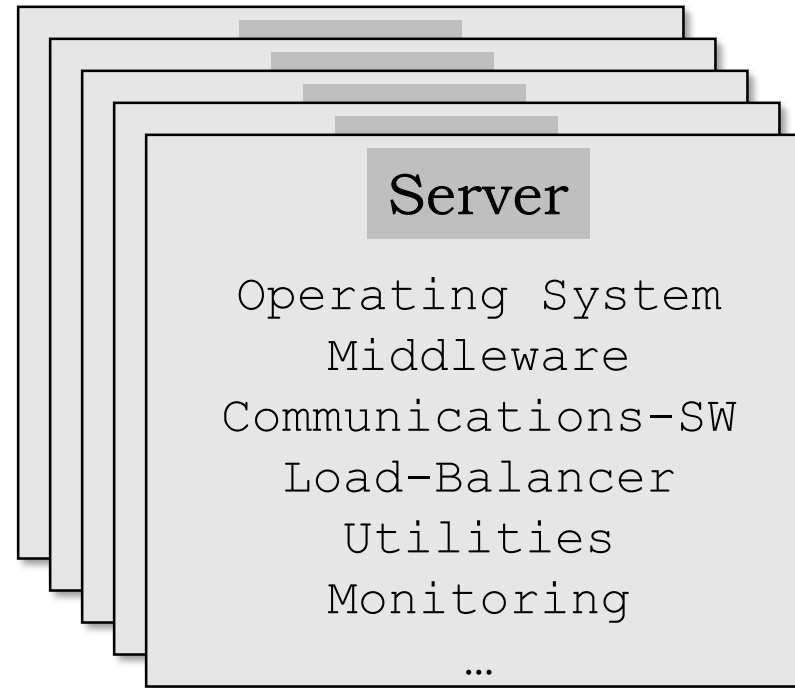 Server
Operating System
Middleware
Communications-SW
Load-Balancer
Utilities
Monitoring
…